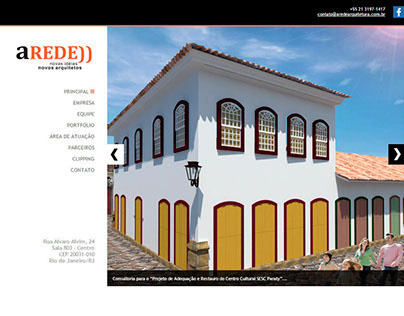 +55 21 3197-1417
contato@aredearquitetura.com.br
aREDE))
novas idéias
novos arquitetos
PRINCIPAL
EMPRESA
EQUIPE
PORTFÓLIO
ÁREA DE ATUAÇÃO
PARCEIROS
CLIPPING
CONTATO
Rua Alvaro Alvim, 24
Sala 803 - Centro
CEP 20031-010
Rio de Janeiro/RJ
Consultoria para o "Projeto de Adequação e Restauro do Centro Cultural SESC Paraty"...